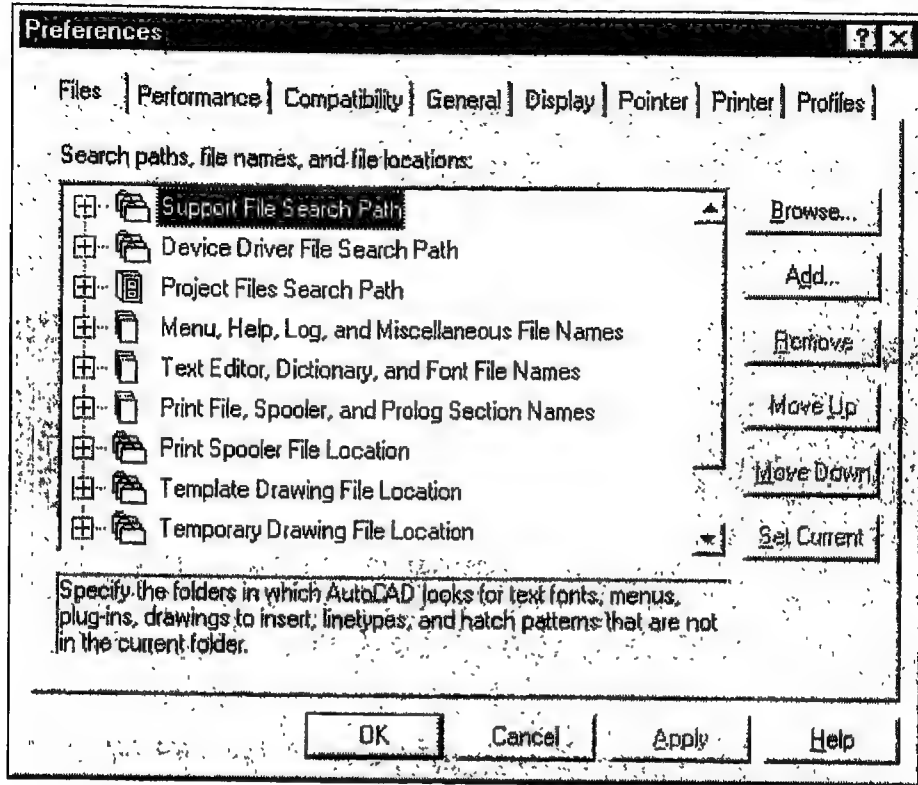 Preferences ? X
Files Performance Compatibility General Display Pointer Printer Profiles
Search paths, file names, and file locations:
Support File Search Path
Browse...
Device Driver File Search Path
Add...
Project Files Search Path
Menu, Help, Log, and Miscellaneous File Names
Remove
Text Editor, Dictionary, and Font File Names
Print File, Spooler, and Prolog Section Names
Move Up
Print Spooler File Location
Move Down
Template Drawing File Location
Temporary Drawing File Location
Set Current
Specify the folders in which AutoCAD looks for text fonts, menus,
plug-ins, drawings to insert, linetypes, and hatch patterns that are not
in the current folder.
OK Cancel Apply Help